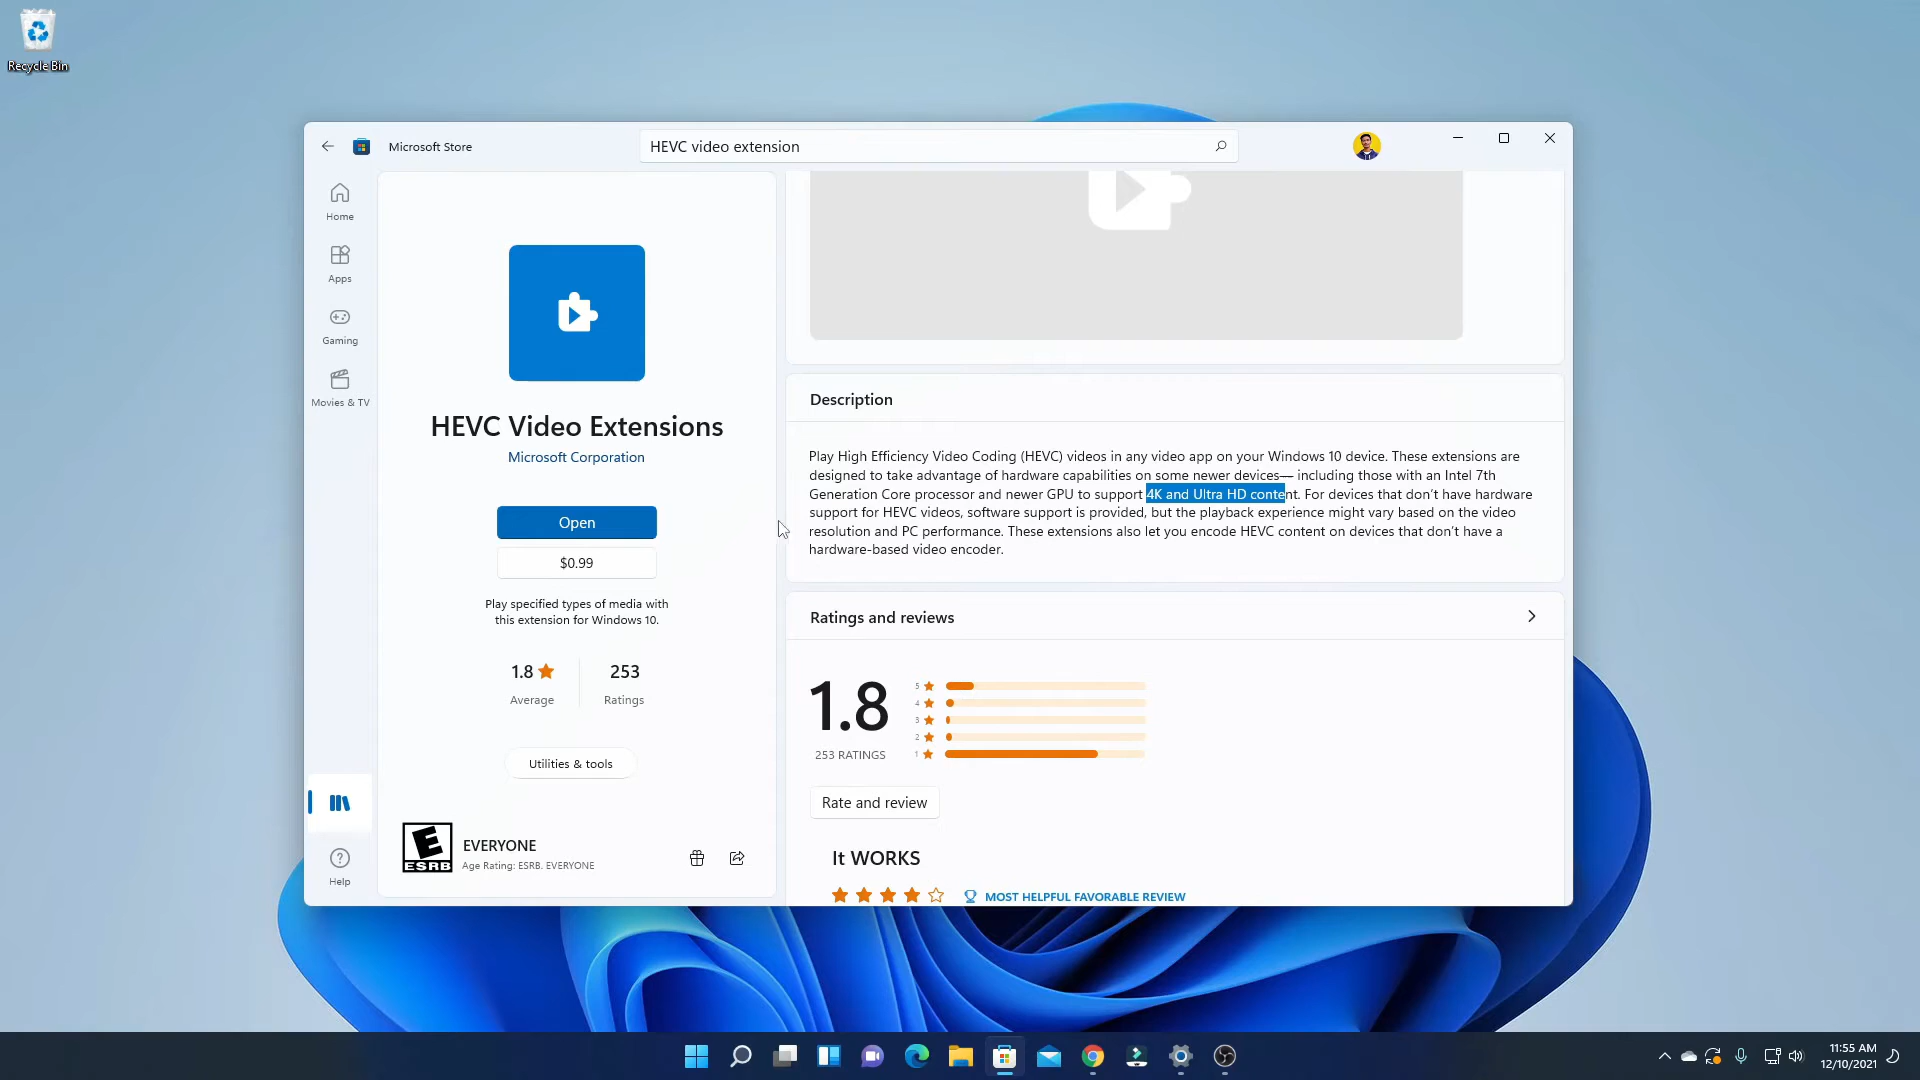 Recycle Bin
Microsoft Store
HEVC video extension
Home
Apps
Gaming
Movies & TV
Help
HEVC Video Extensions
Microsoft Corporation
Open
$0.99
Play specified types of media with
this extension for Windows 10.
1.8
Average
253
Ratings
Utilities & tools
E
ESRB
EVERYONE
Age Rating: ESRB. EVERYONE
Description
Play High Efficiency Video Coding (HEVC) videos in any video app on your Windows 10 device. These extensions are
designed to take advantage of hardware capabilities on some newer devices— including those with an Intel 7th
Generation Core processor and newer GPU to support 4K and Ultra HD content. For devices that don't have hardware
support for HEVC videos, software support is provided, but the playback experience might vary based on the video
resolution and PC performance. These extensions also let you encode HEVC content on devices that don't have a
hardware-based video encoder.
Ratings and reviews
1.8
253 RATINGS
5
4
3
2
1
Rate and review
It WORKS
MOST HELPFUL FAVORABLE REVIEW
11:55 AM
12/10/2021